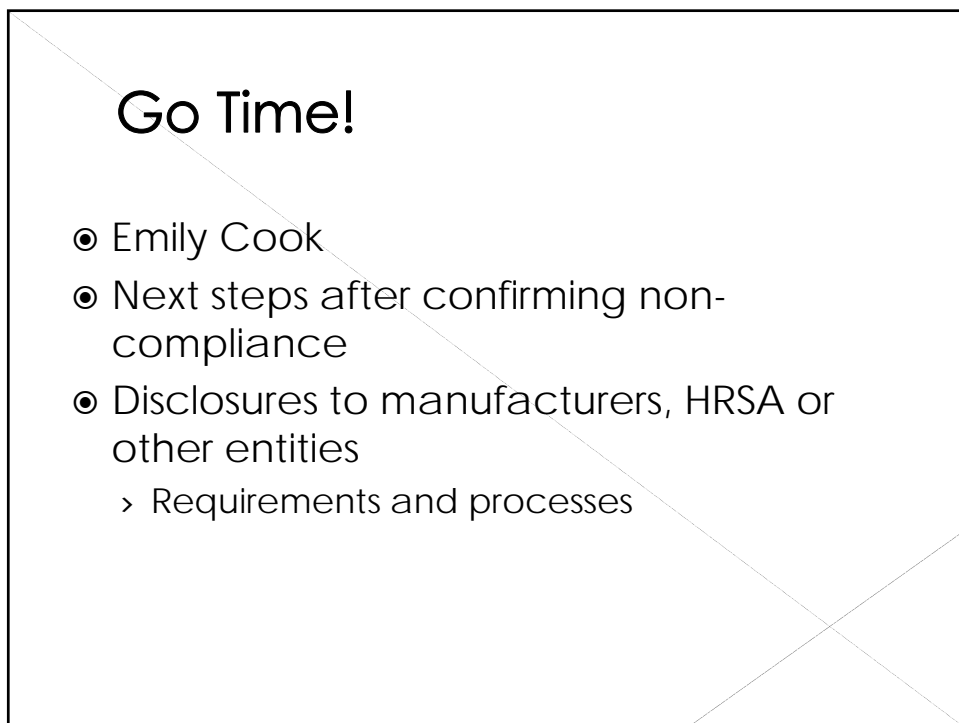 Go Time!
⦿ Emily Cook
⦿ Next steps after confirming non-
compliance
⦿ Disclosures to manufacturers, HRSA or
other entities
› Requirements and processes